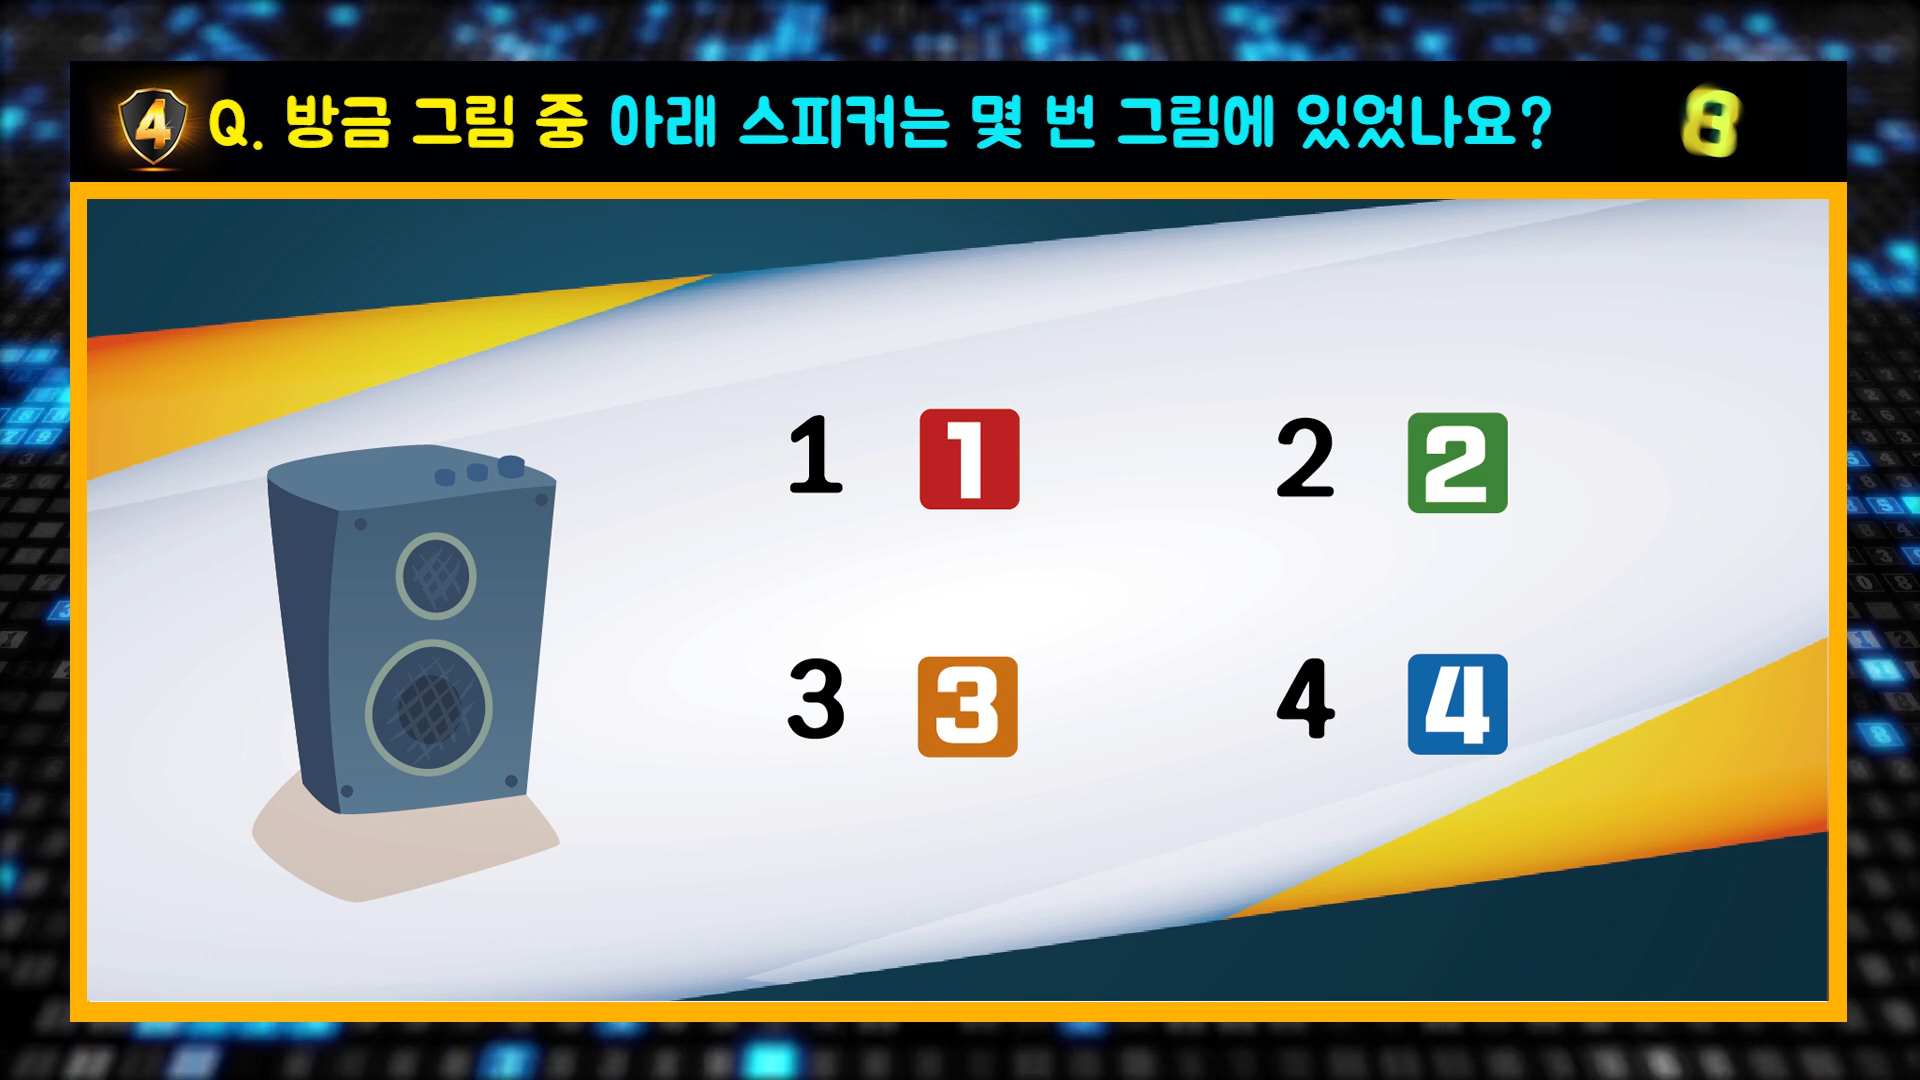 4 Q. 방금 그림 중 아래 스피커는 몇 번 그림에 있었나요?
1 1 2 2
3 3 4 4